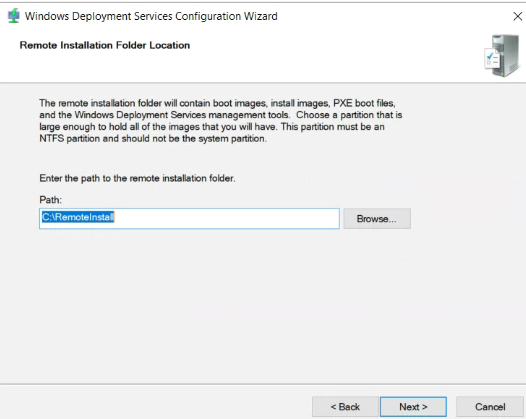 Windows Deployment Services Configuration Wizard
Remote Installation Folder Location
The remote installation folder will contain boot images, install images, PXE boot files,
and the Windows Deployment Services management tools. Choose a partition that is
large enough to hold all of the images that you will have. This partition must be an
NTFS partition and should not be the system partition.
Enter the path to the remote installation folder.
Path:
C:\RemoteInstall
Browse...
< Back
Next >
Cancel